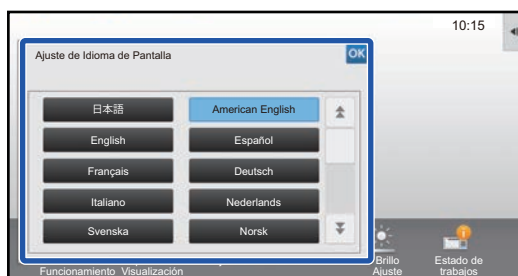 10:15
Ajuste de Idioma de Pantalla
OK
日本語
American English
English
Español
Français
Deutsch
Italiano
Nederlands
Svenska
Norsk
Brillo
Ajuste
Estado de
trabajos
Funcionamiento Visualización